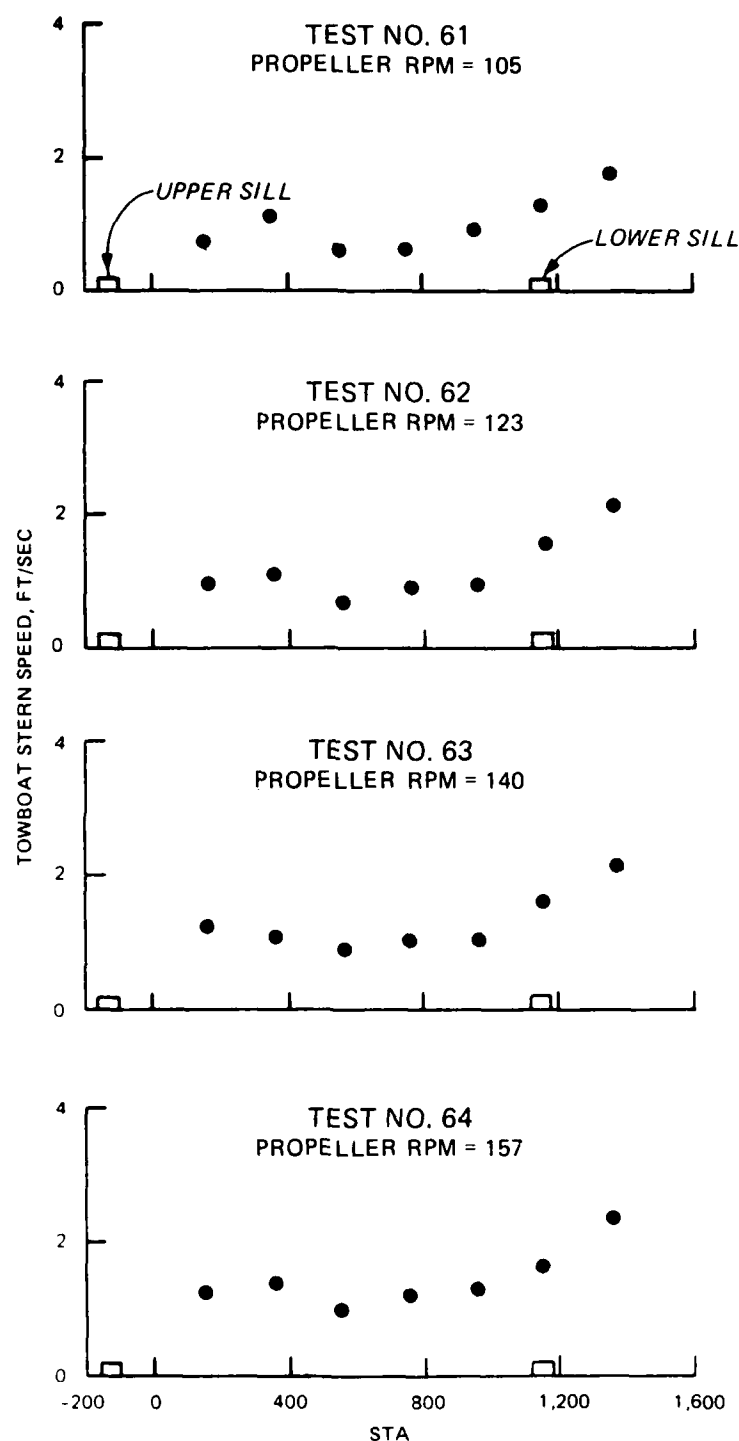 TOWBOAT STERN SPEED, FT/SEC
4
TEST NO. 61
PROPELLER RPM = 105
2
UPPER SILL
LOWER SILL
0
4
TEST NO. 62
PROPELLER RPM = 123
2
0
4
TEST NO. 63
PROPELLER RPM = 140
2
0
4
TEST NO. 64
PROPELLER RPM = 157
2
0
-200 0 400 800 1,200 1,600
STA